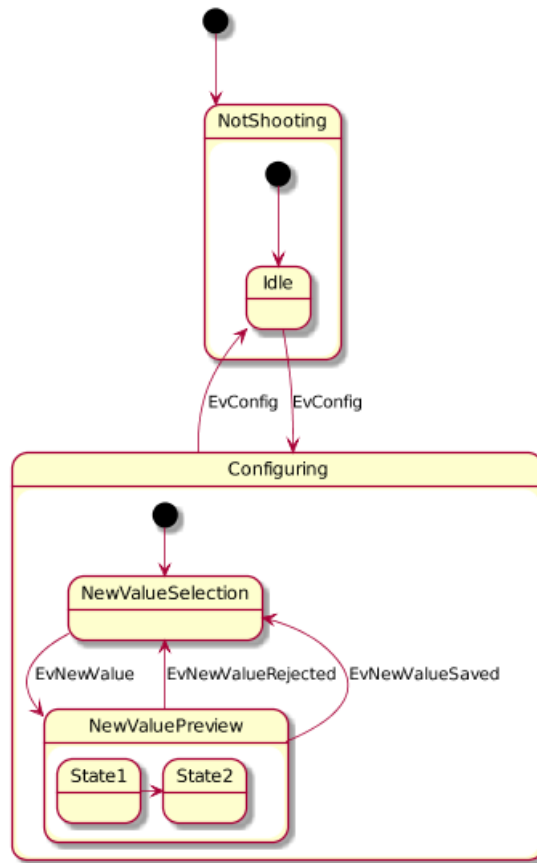 NotShooting
Idle
EvConfig
EvConfig
Configuring
NewValueSelection
EvNewValue
EvNewValueRejected
EvNewValueSaved
NewValuePreview
State1
State2